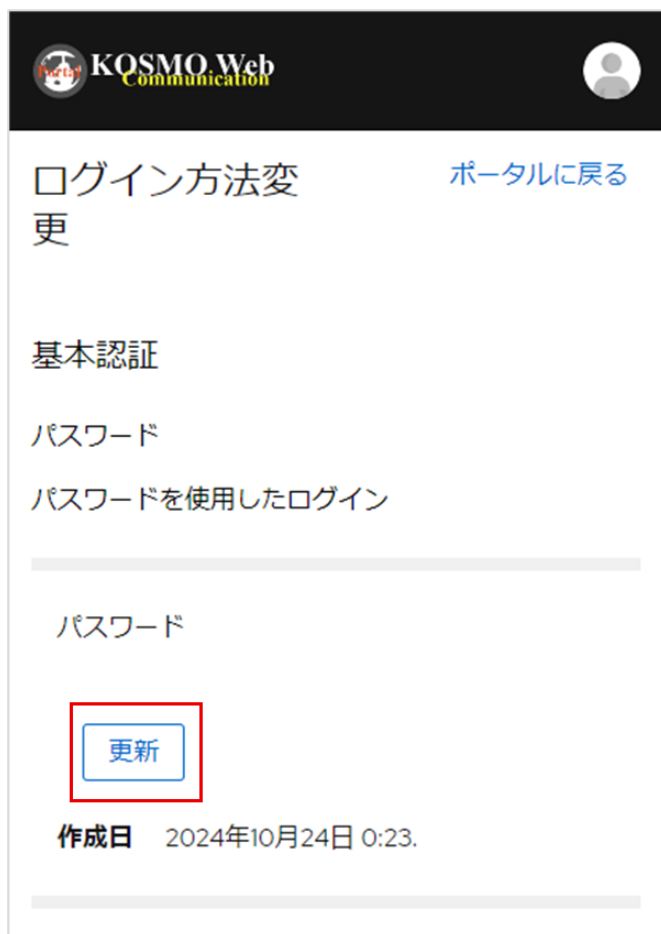 Portal KOSMO Web
Communication
ログイン方法変
更
ポータルに戻る
基本認証
パスワード
パスワードを使用したログイン
パスワード
更新
作成日 2024年10月24日 0:23.